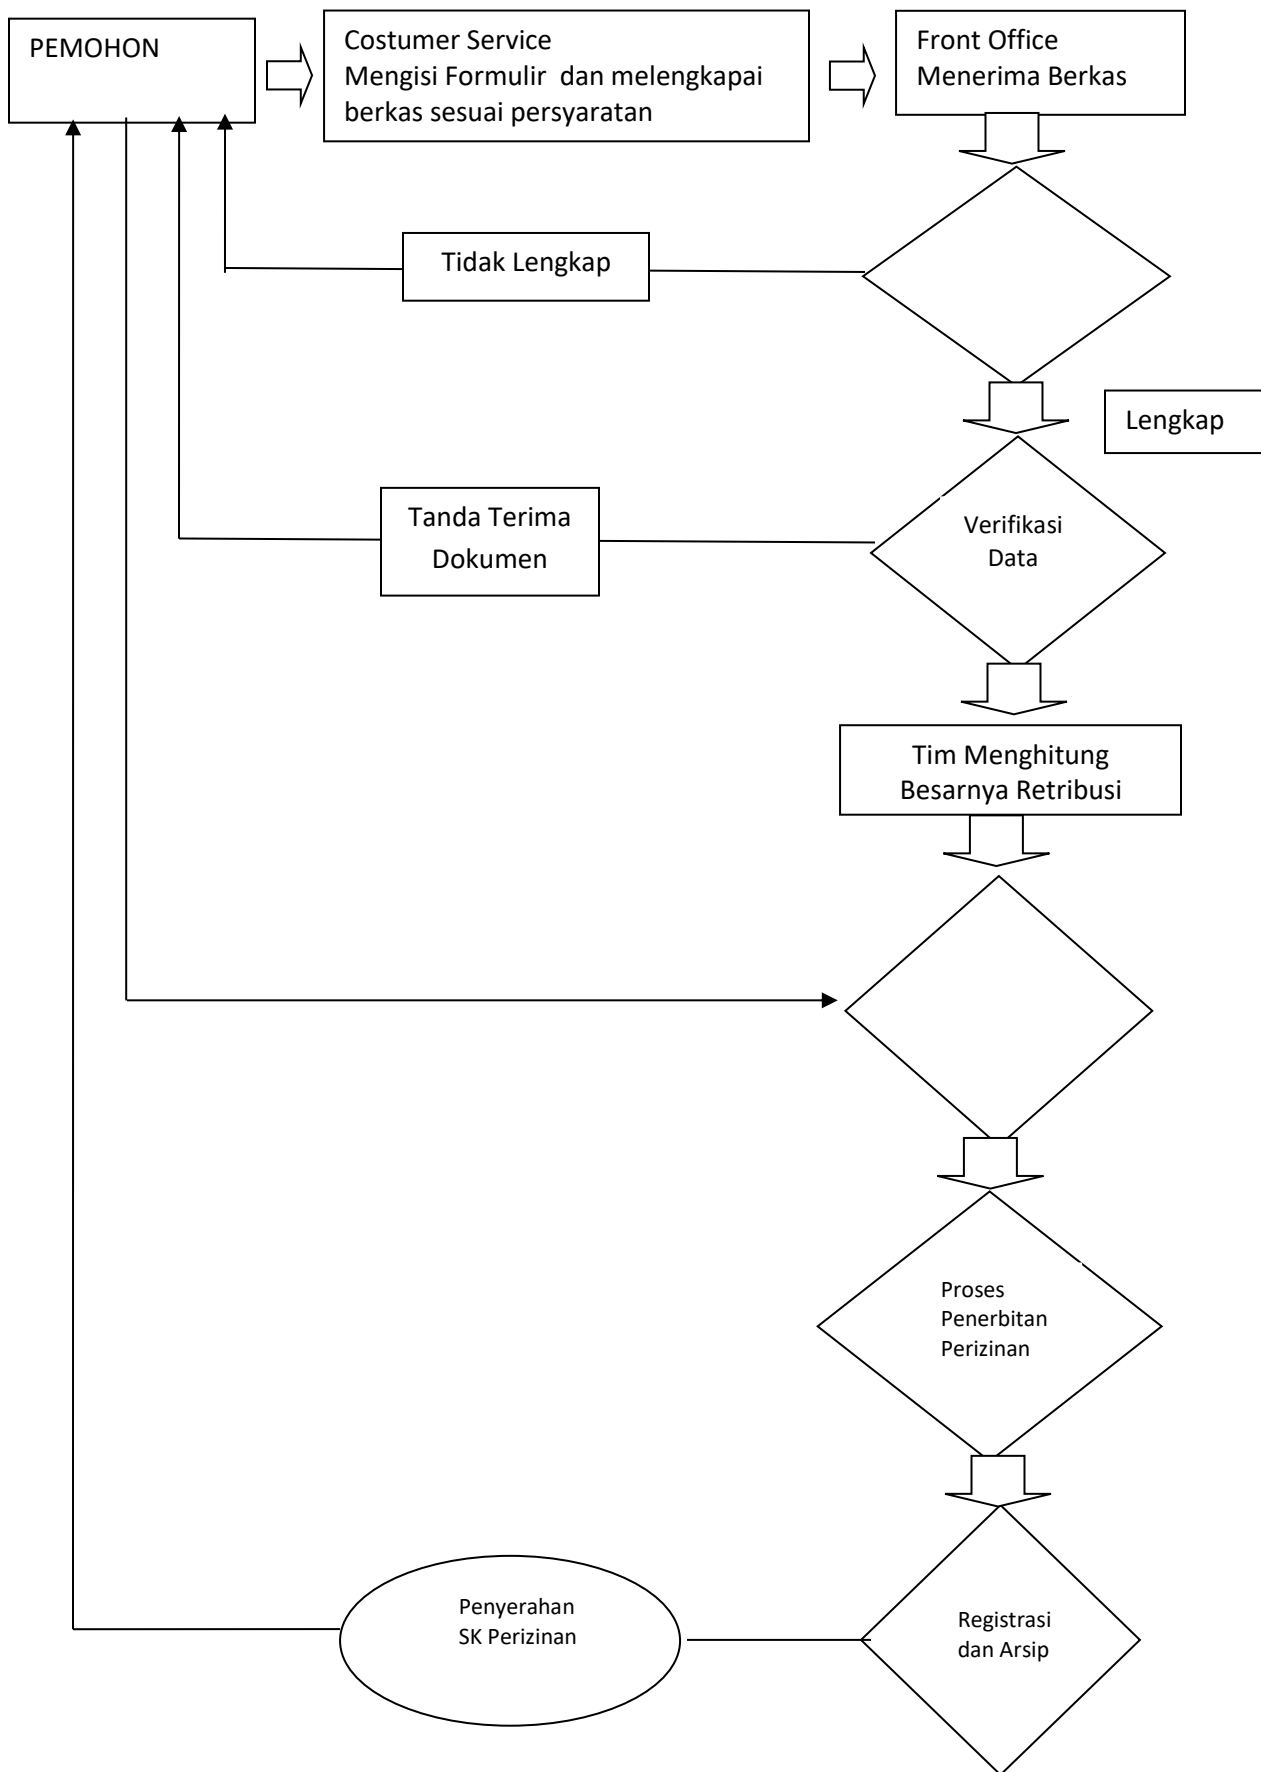 PEMOHON
Costumer Service
Mengisi Formulir  dan melengkapai
berkas sesuai persyaratan
Front Office
Menerima Berkas
Tidak Lengkap
Lengkap
Tanda Terima
Dokumen
Verifikasi
Data
Tim Menghitung
Besarnya Retribusi
Proses
Penerbitan
Perizinan
Penyerahan
SK Perizinan
Registrasi
dan Arsip